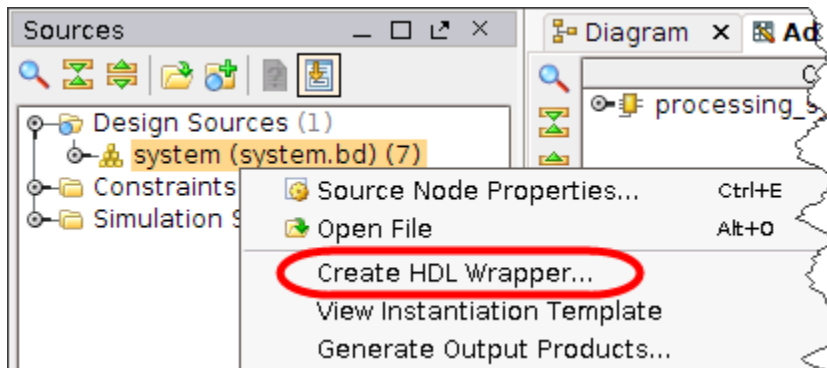 Sources
Diagram
Ad
Design Sources (1)
processing_s
system (system.bd) (7)
Constraints
Simulation S
Source Node Properties... Ctrl+E
Open File Alt+O
Create HDL Wrapper...
View Instantiation Template
Generate Output Products...